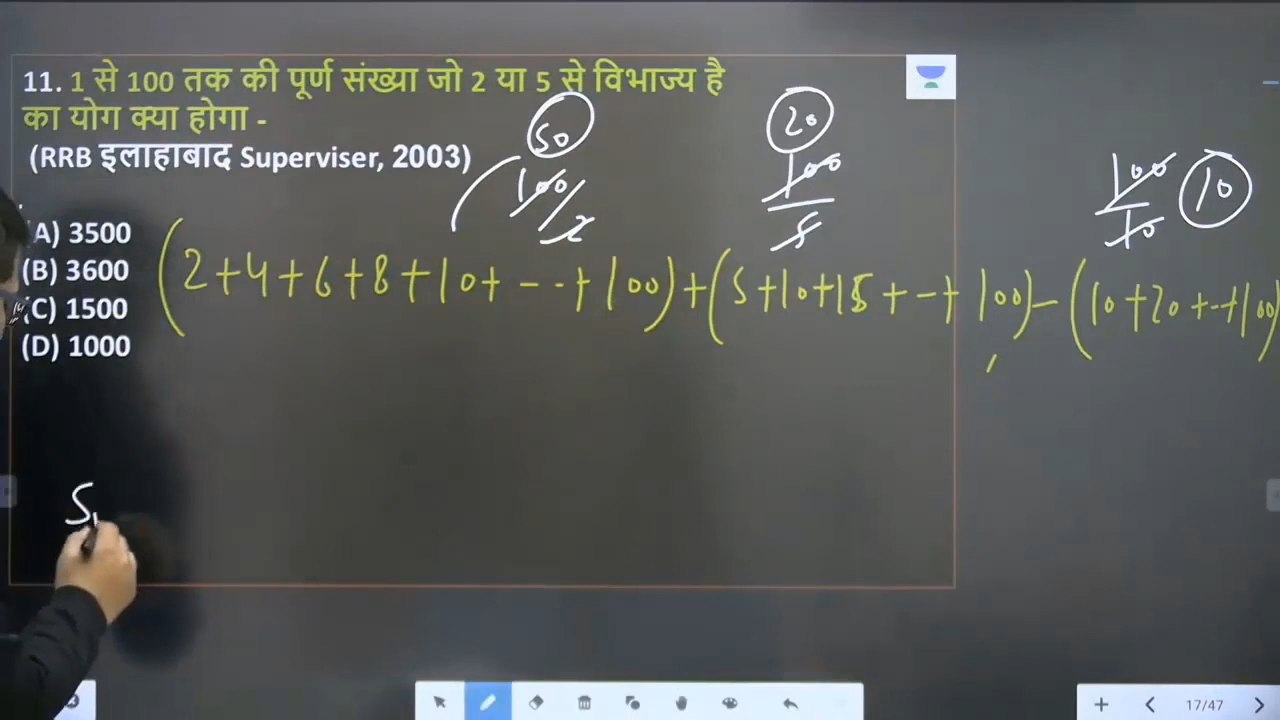 11. 1 से 100 तक की पूर्ण संख्या जो 2 या 5 से विभाज्य है
का योग क्या होगा -
(RRB इलाहाबाद Superviser, 2003)
50
100/2
20
100/5
100/10
10
(A) 3500
(B) 3600
(C) 1500
(D) 1000
(2+4+6+8+10+--+100)+(5+10+15+-+100)-(10+20+-+100)
S
17/47